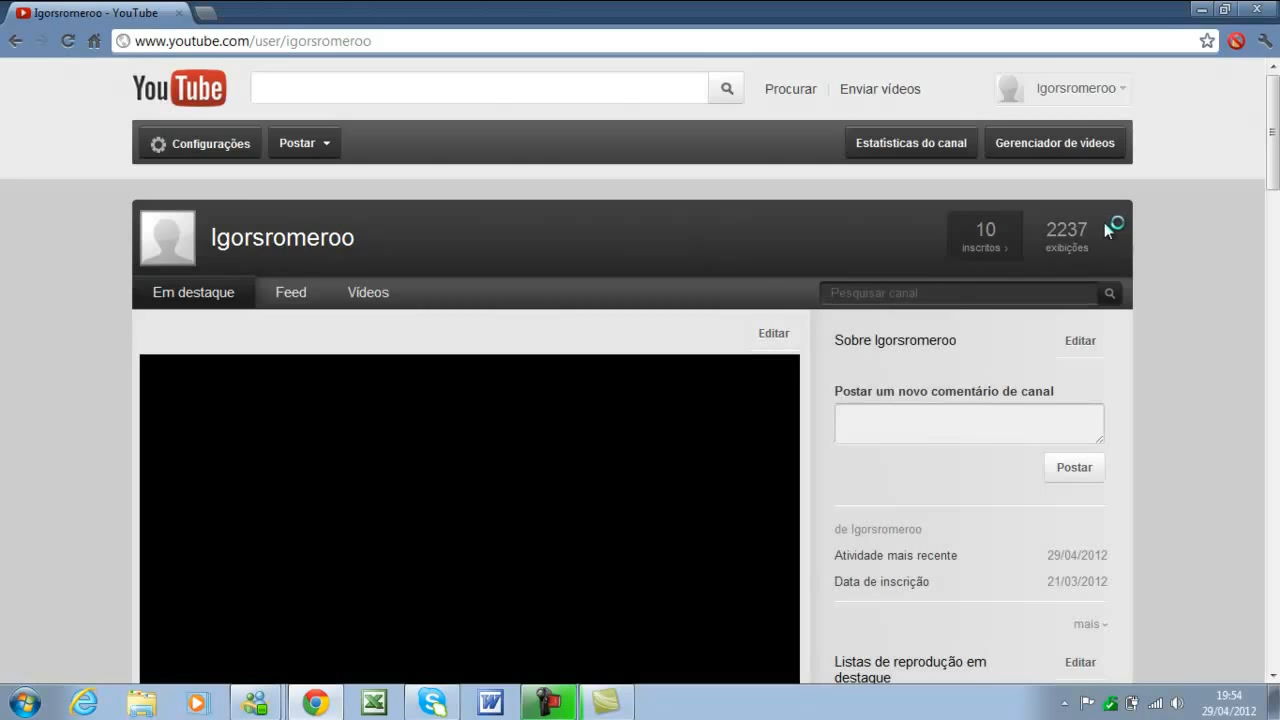 Igorsromeroo - YouTube
www.youtube.com/user/igorsromeroo
YouTube
Procurar
Enviar vídeos
Igorsromeroo
Configurações
Postar
Estatísticas do canal
Gerenciador de vídeos
Igorsromeroo
10
inscritos ›
2237
exibições
Em destaque
Feed
Vídeos
Pesquisar canal
Editar
Sobre Igorsromeroo
Editar
Postar um novo comentário de canal
Postar
de Igorsromeroo
Atividade mais recente
29/04/2012
Data de inscrição
21/03/2012
mais
Listas de reprodução em
destaque
Editar
19:54
29/04/2012